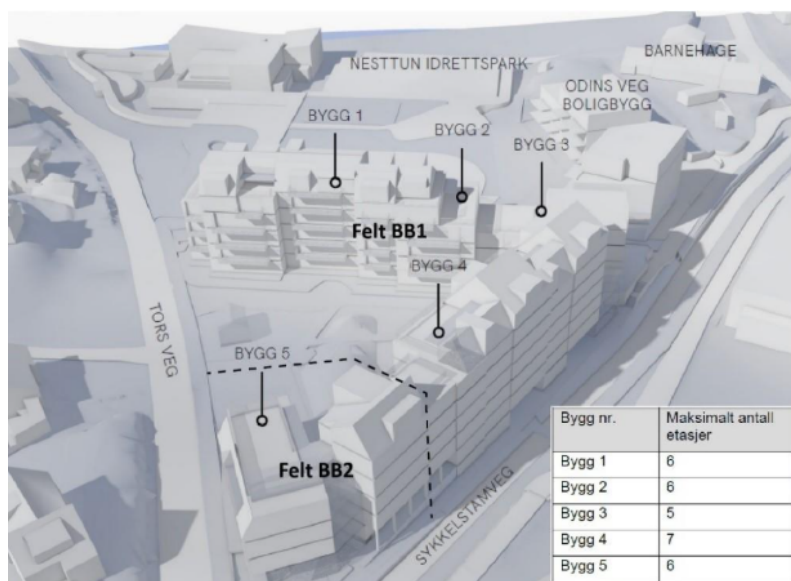 NESTTUN IDRETTSPARK
BARNEHAGE
ODINS VEG
BOLIGBYGG
BYGG 1
BYGG 2
BYGG 3
Felt BB1
BYGG 4
TORS VEG
BYGG 5
Felt BB2
SYKKELSTAMVEG
Bygg nr. Maksimalt antall
etasjer
Bygg 1 6
Bygg 2 6
Bygg 3 5
Bygg 4 7
Bygg 5 6